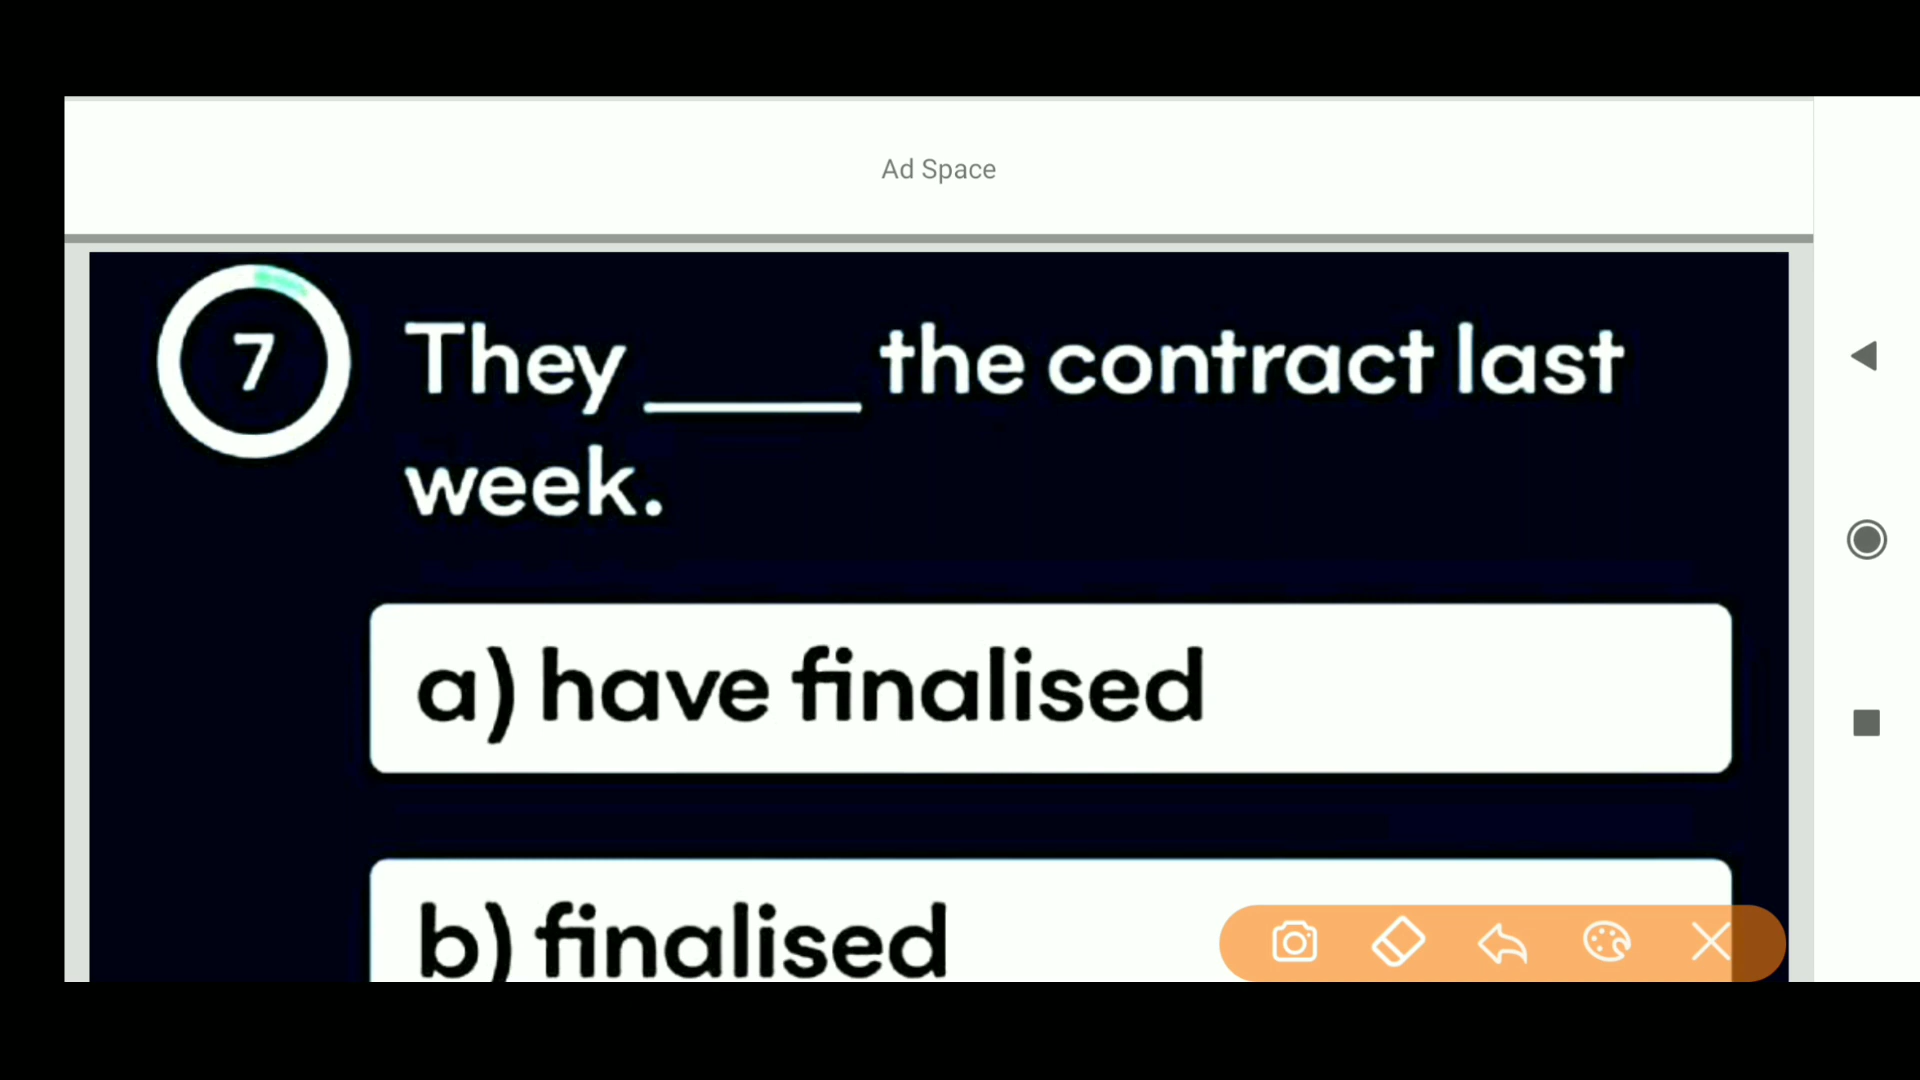 Ad Space
7
They _____ the contract last
week.
a) have finalised
b) finalised